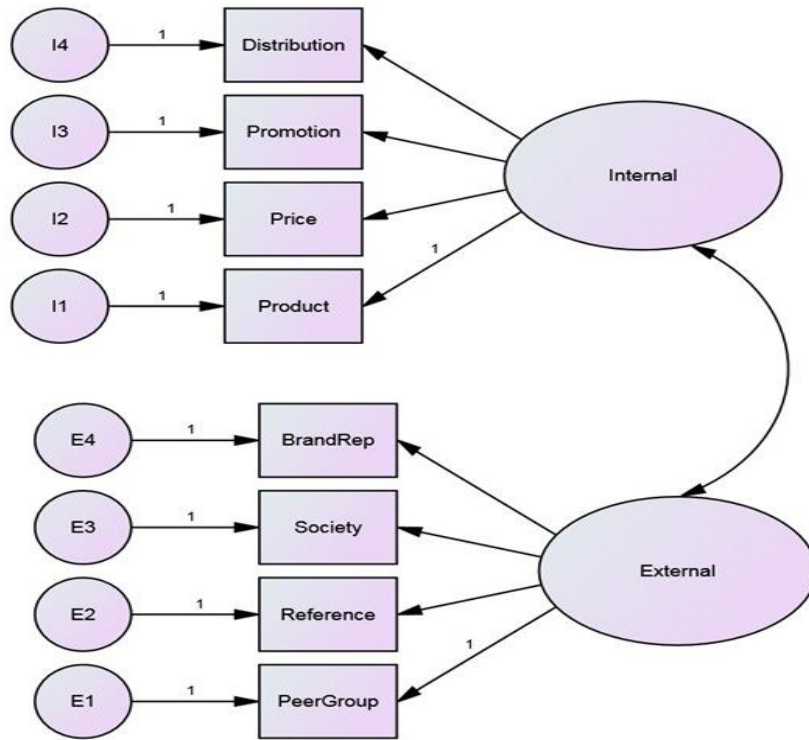 I4 1 Distribution
I3 1 Promotion
Internal
I2 1 Price
1
I1 1 Product
E4 1 BrandRep
E3 1 Society
External
E2 1 Reference
1
E1 1 PeerGroup